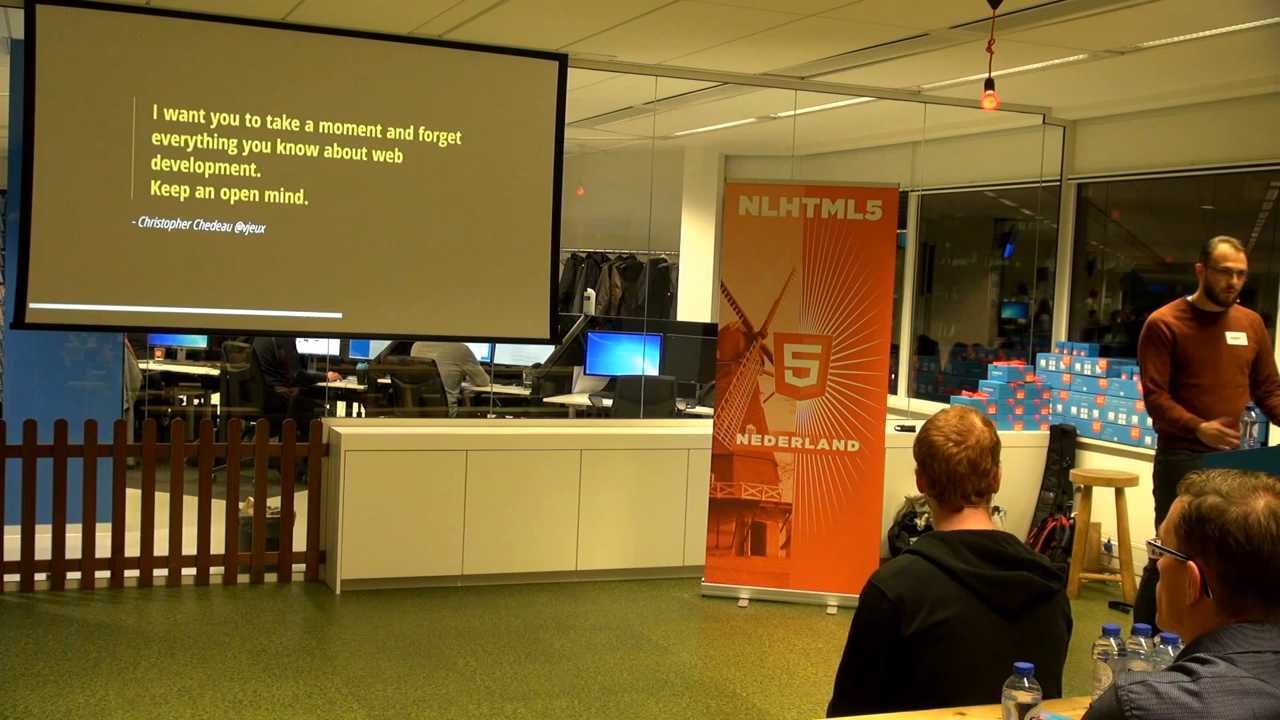 I want you to take a moment and forget
everything you know about web
development.
Keep an open mind.
- Christopher Chedeau @vjeux
NLHTML5
5
NEDERLAND